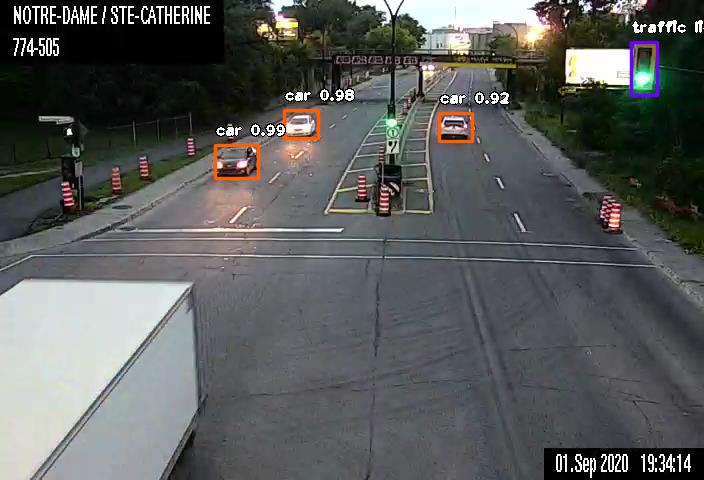 NOTRE-DAME / STE-CATHERINE
774-505
traffic l
car 0.98
car 0.92
car 0.99
01.Sep 2020 19:34:14